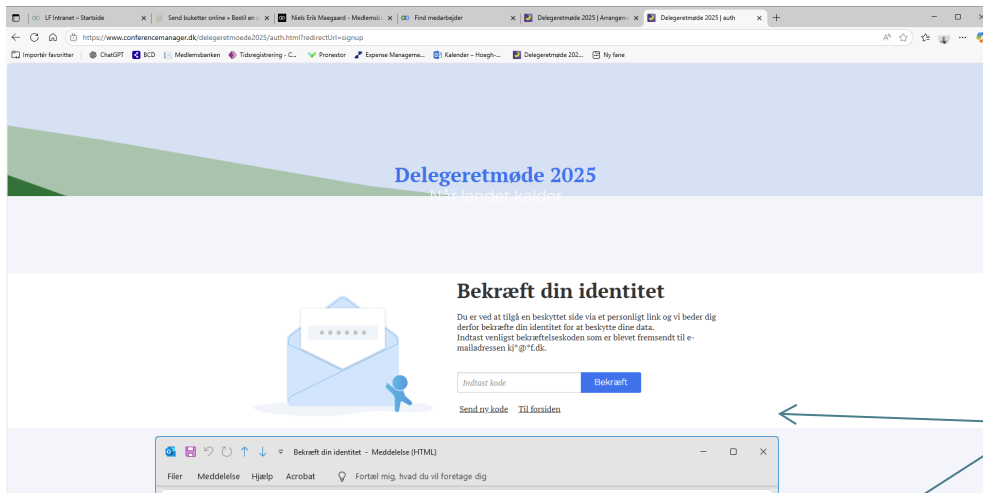 LF Intranet – Startside
Send buketter online » Bestil en
Niels Erik Maegaard - Medlemsb
Find medarbejder
Delegeretmøde 2025 | Arrangem
Delegeretmøde 2025 | auth
https://www.conferencemanager.dk/delegeretmoede2025/auth.html?redirectUrl=signup
Importér favoritter
ChatGPT
BCD
Medlemsbanken
Tidsregistrering - C...
Pronestor
Expense Manageme...
Kalender – Hoegh-...
Delegeretmøde 202...
Ny fane
Delegeretmøde 2025
Når landet kalder
Bekræft din identitet
Du er ved at tilgå en beskyttet side via et personligt link og vi beder dig
derfor bekræfte din identitet for at beskytte dine data.
Indtast venligst bekræftelseskoden som er blevet fremsendt til e-
mailadressen kj*@*f.dk.
Indtast kode
Bekræft
Send ny kode Til forsiden
Bekræft din identitet - Meddelelse (HTML)
Filer Meddelelse Hjælp Acrobat Fortæl mig, hvad du vil foretage dig